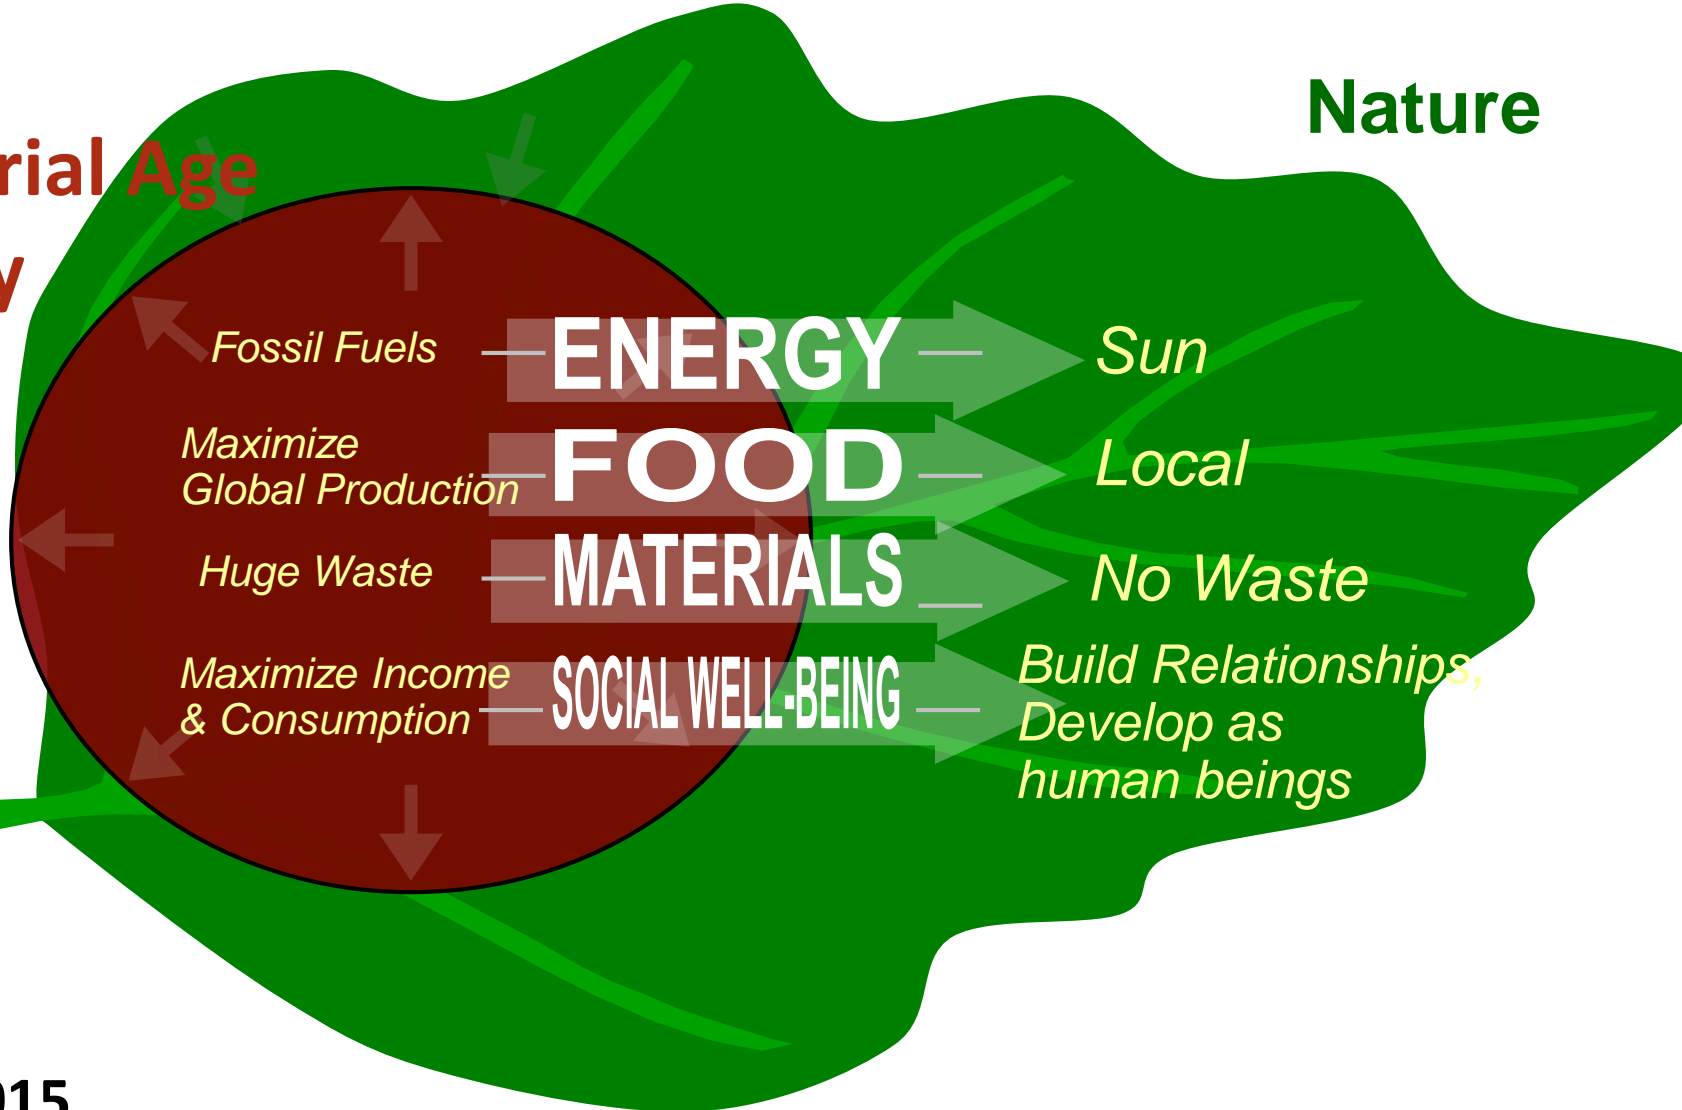 Nature
rial Age
y
Fossil Fuels
ENERGY
Sun
Maximize
Global Production
FOOD
Local
Huge Waste
MATERIALS
No Waste
Maximize Income
& Consumption
SOCIAL WELL-BEING
Build Relationships,
Develop as
human beings
015